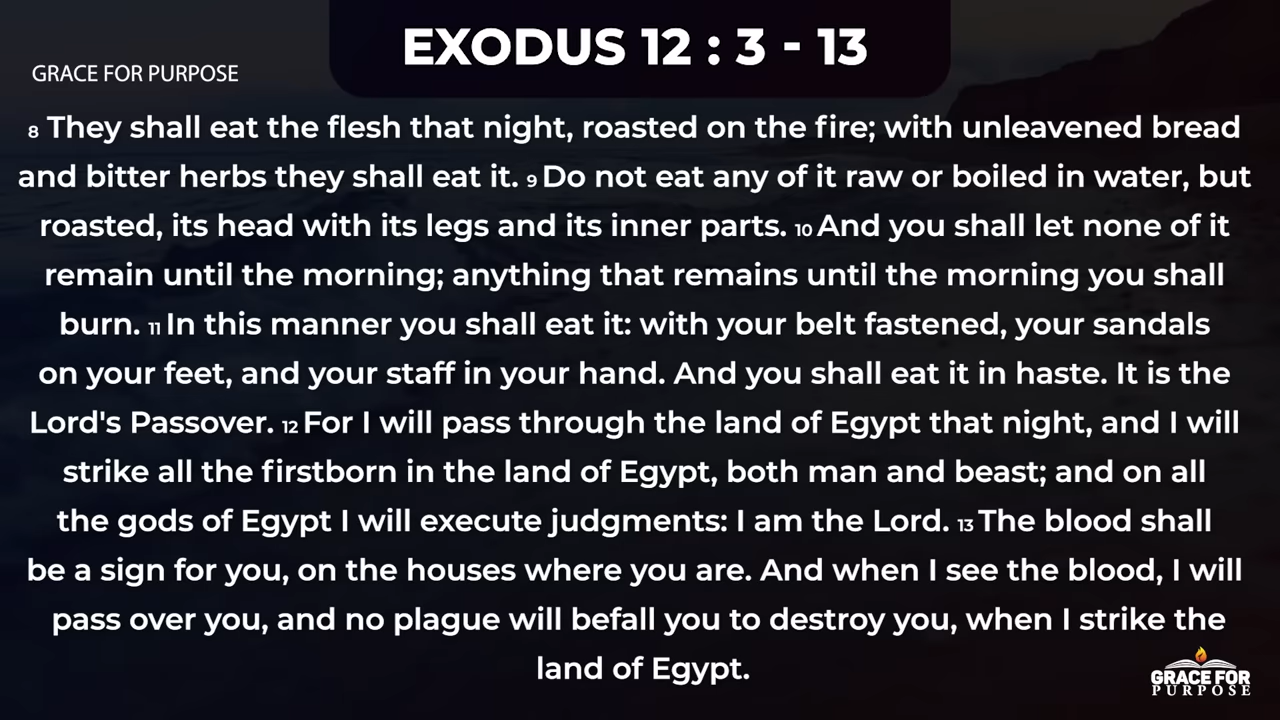 EXODUS 12 : 3 - 13
GRACE FOR PURPOSE
8 They shall eat the flesh that night, roasted on the fire; with unleavened bread
and bitter herbs they shall eat it. 9 Do not eat any of it raw or boiled in water, but
roasted, its head with its legs and its inner parts. 10 And you shall let none of it
remain until the morning; anything that remains until the morning you shall
burn. 11 In this manner you shall eat it: with your belt fastened, your sandals
on your feet, and your staff in your hand. And you shall eat it in haste. It is the
Lord's Passover. 12 For I will pass through the land of Egypt that night, and I will
strike all the firstborn in the land of Egypt, both man and beast; and on all
the gods of Egypt I will execute judgments: I am the Lord. 13 The blood shall
be a sign for you, on the houses where you are. And when I see the blood, I will
pass over you, and no plague will befall you to destroy you, when I strike the
land of Egypt.
GRACE FOR
PURPOSE